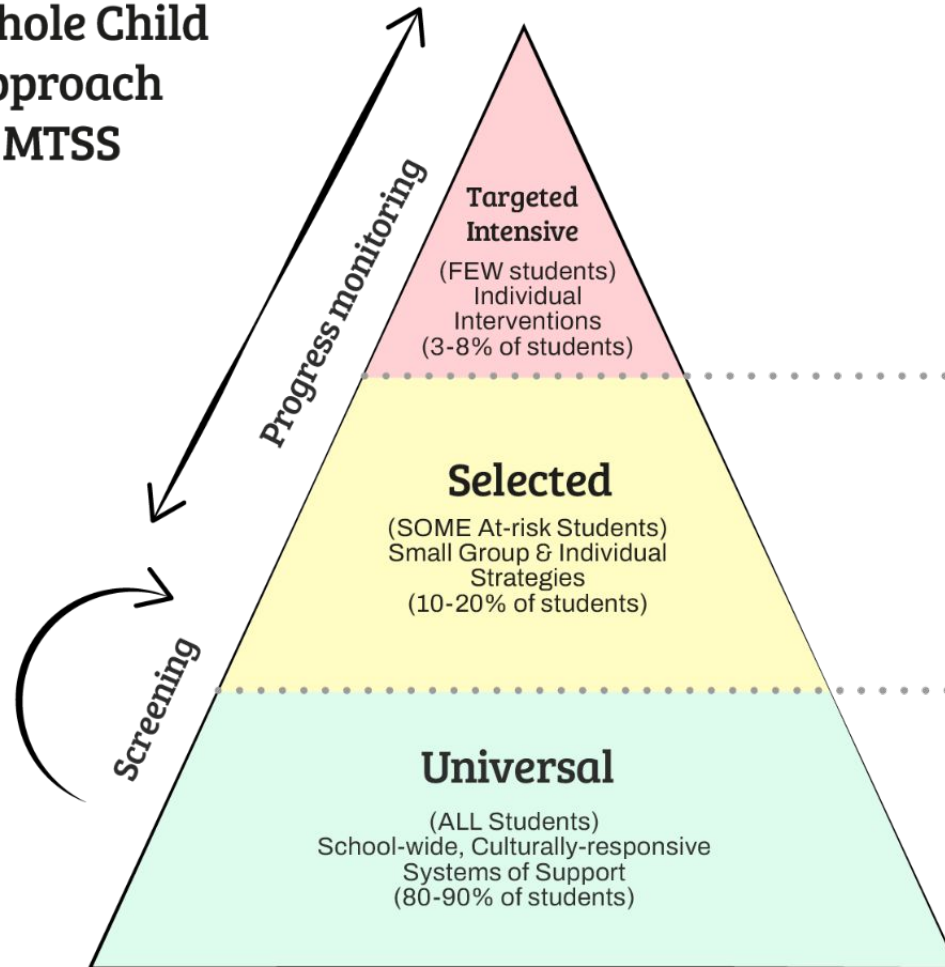 hole Child
pproach
MTSS
Progress monitoring
Targeted
Intensive
(FEW students)
Individual
Interventions
(3-8% of students)
Selected
(SOME At-risk Students)
Small Group & Individual
Strategies
(10-20% of students)
Screening
Universal
(ALL Students)
School-wide, Culturally-responsive
Systems of Support
(80-90% of students)